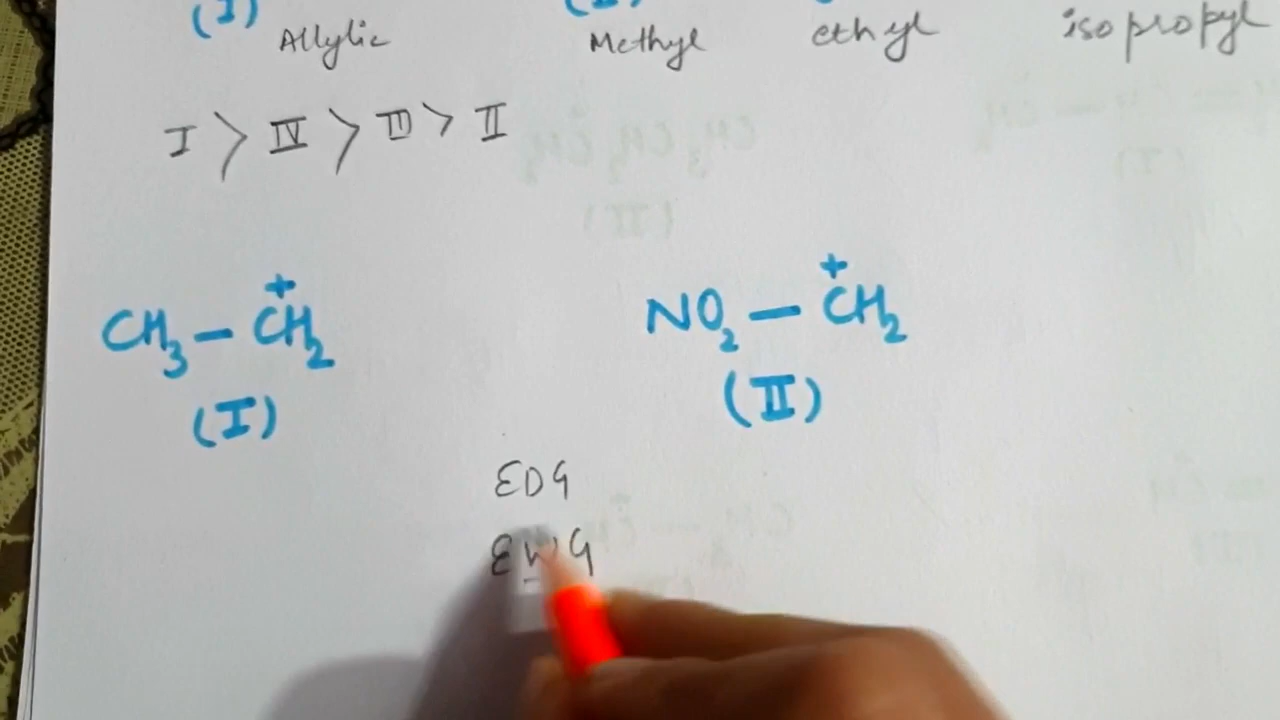 (I)
Allylic Methyl ethyl isopropyl
I > IV > III > II
CH₃ – C⁺H₂ NO₂ – C⁺H₂
(I) (II)
EDG
EWG